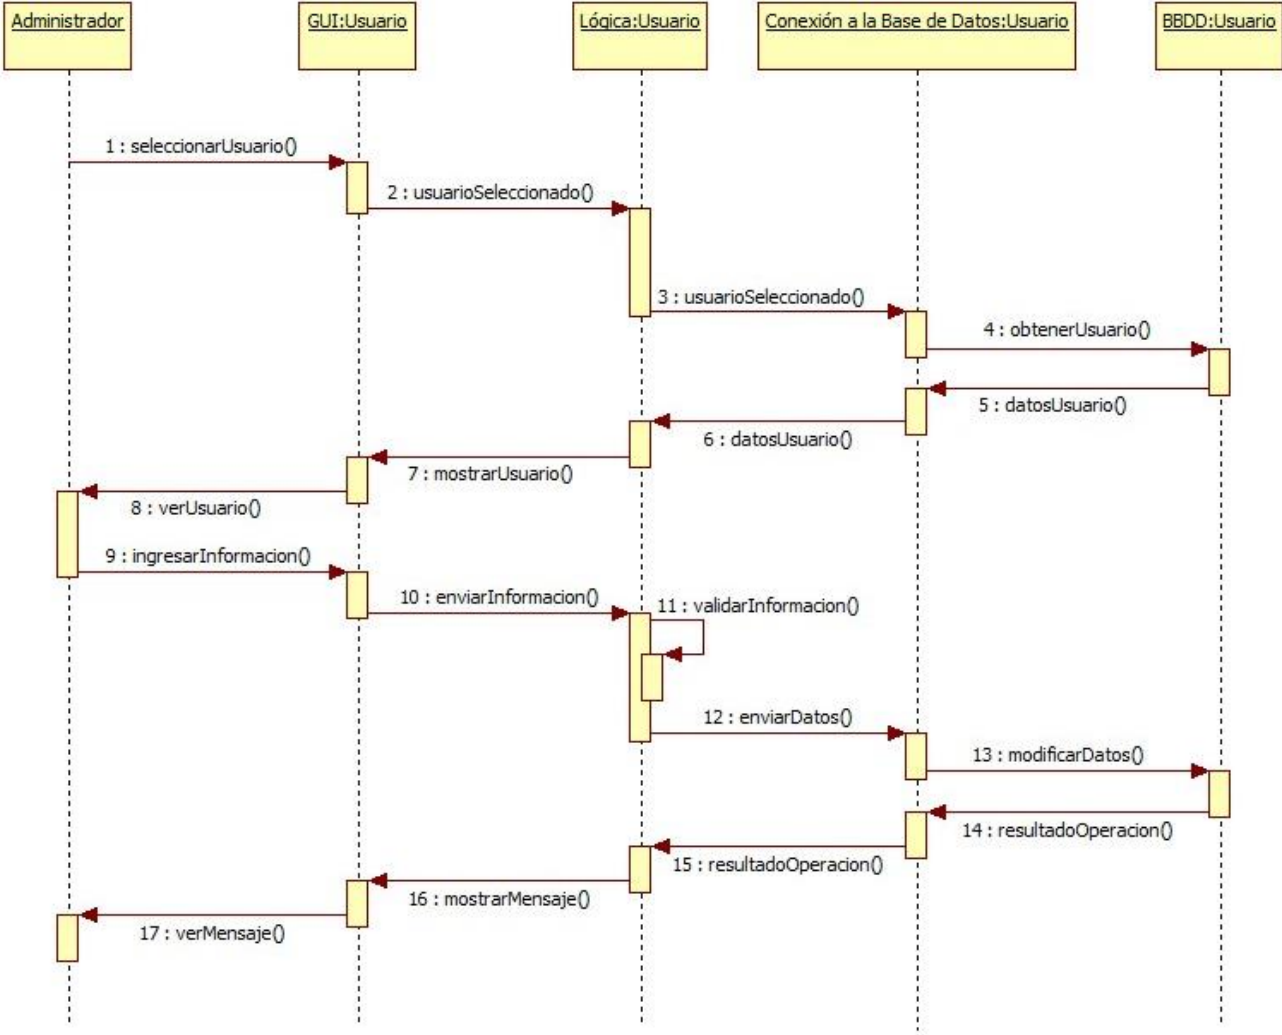 Administrador
GUI:Usuario
Lógica:Usuario
Conexión a la Base de Datos:Usuario
BBDD:Usuario
1 : seleccionarUsuario()
2 : usuarioSeleccionado()
3 : usuarioSeleccionado()
4 : obtenerUsuario()
5 : datosUsuario()
6 : datosUsuario()
7 : mostrarUsuario()
8 : verUsuario()
9 : ingresarInformacion()
10 : enviarInformacion()
11 : validarInformacion()
12 : enviarDatos()
13 : modificarDatos()
14 : resultadoOperacion()
15 : resultadoOperacion()
16 : mostrarMensaje()
17 : verMensaje()